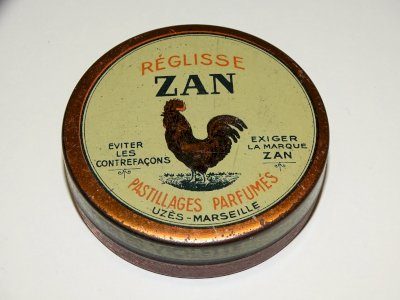 RÉGLISSE
ZAN
EVITER
LES
CONTREFAÇONS
EXIGER
LA MARQUE
ZAN
PASTILLAGES PARFUMÉS
UZÈS-MARSEILLE